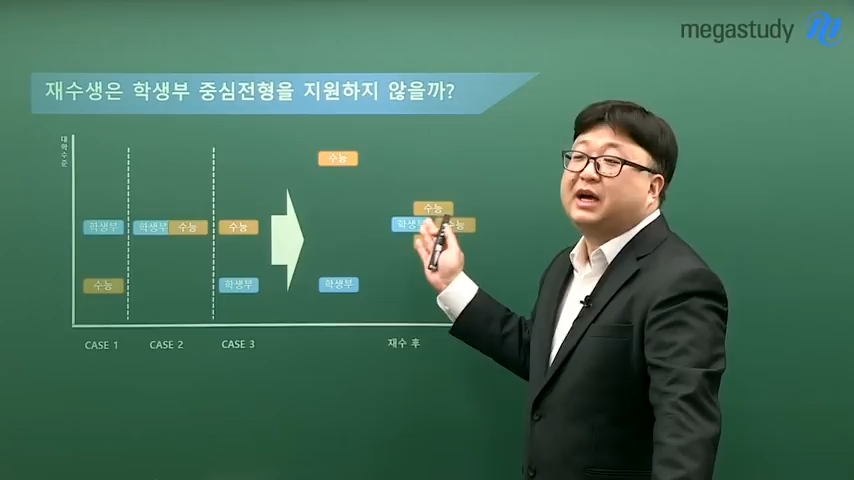 megastudy
재수생은 학생부 중심전형을 지원하지 않을까?
대학수준
수능
수능
학생부
학생부 수능
수능
학생 수능
수능
학생부
학생부
CASE 1
CASE 2
CASE 3
재수 후